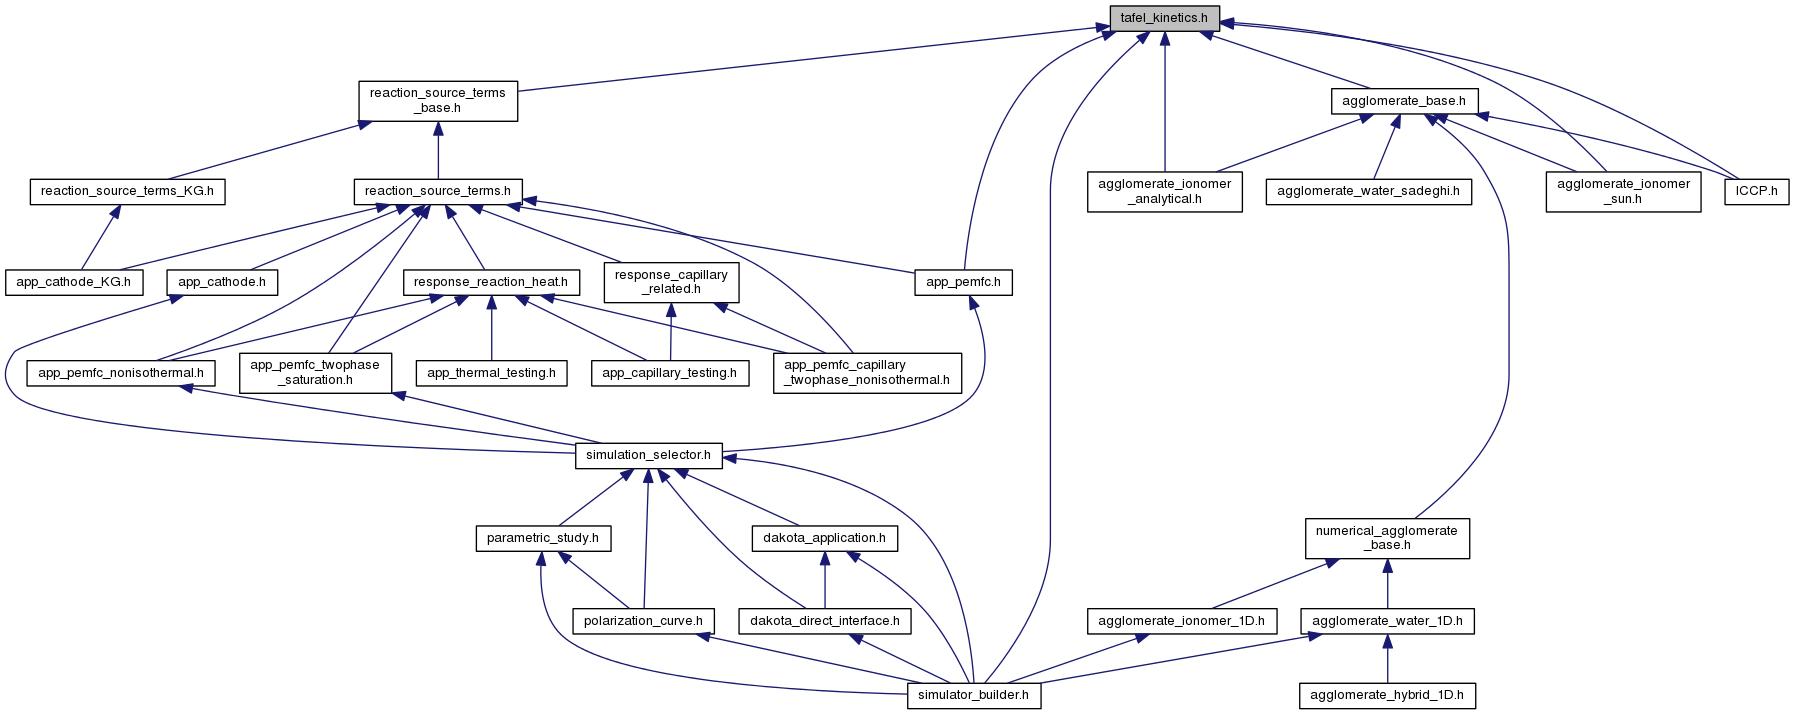 tafel_kinetics.h
reaction_source_terms
_base.h
agglomerate_base.h
reaction_source_terms_KG.h
reaction_source_terms.h
agglomerate_ionomer
_analytical.h
agglomerate_water_sadeghi.h
agglomerate_ionomer
_sun.h
ICCP.h
app_cathode_KG.h
app_cathode.h
response_reaction_heat.h
response_capillary
_related.h
app_pemfc.h
app_pemfc_nonisothermal.h
app_pemfc_twophase
_saturation.h
app_thermal_testing.h
app_capillary_testing.h
app_pemfc_capillary
_twophase_nonisothermal.h
simulation_selector.h
parametric_study.h
dakota_application.h
numerical_agglomerate
_base.h
polarization_curve.h
dakota_direct_interface.h
agglomerate_ionomer_1D.h
agglomerate_water_1D.h
simulator_builder.h
agglomerate_hybrid_1D.h